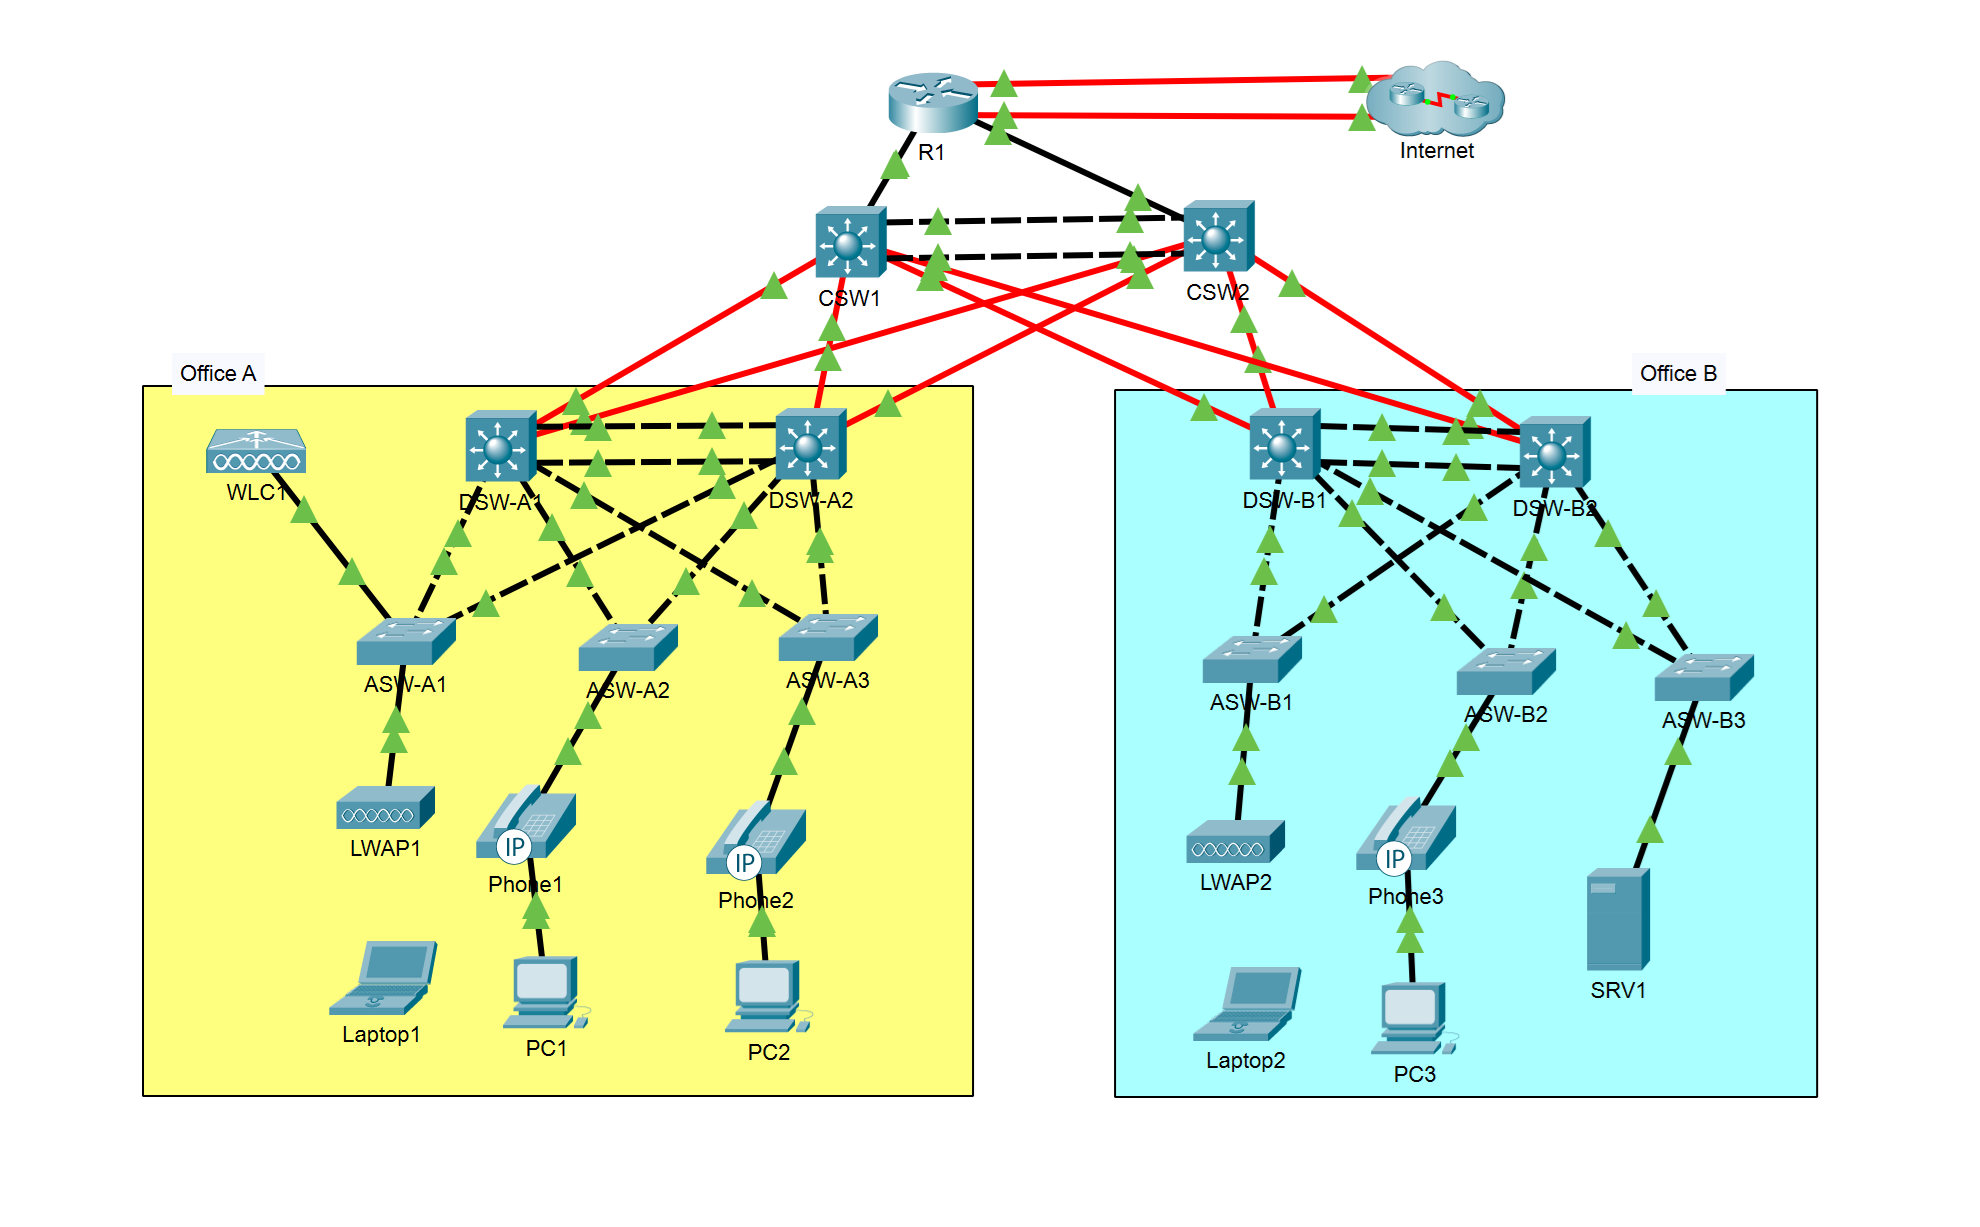 R1
Internet
CSW1
CSW2
Office A
Office B
WLC1
DSW-A1
DSW-A2
DSW-B1
DSW-B2
ASW-A1
ASW-A2
ASW-A3
ASW-B1
ASW-B2
ASW-B3
LWAP1
IP
Phone1
IP
Phone2
LWAP2
IP
Phone3
SRV1
Laptop1
PC1
PC2
Laptop2
PC3